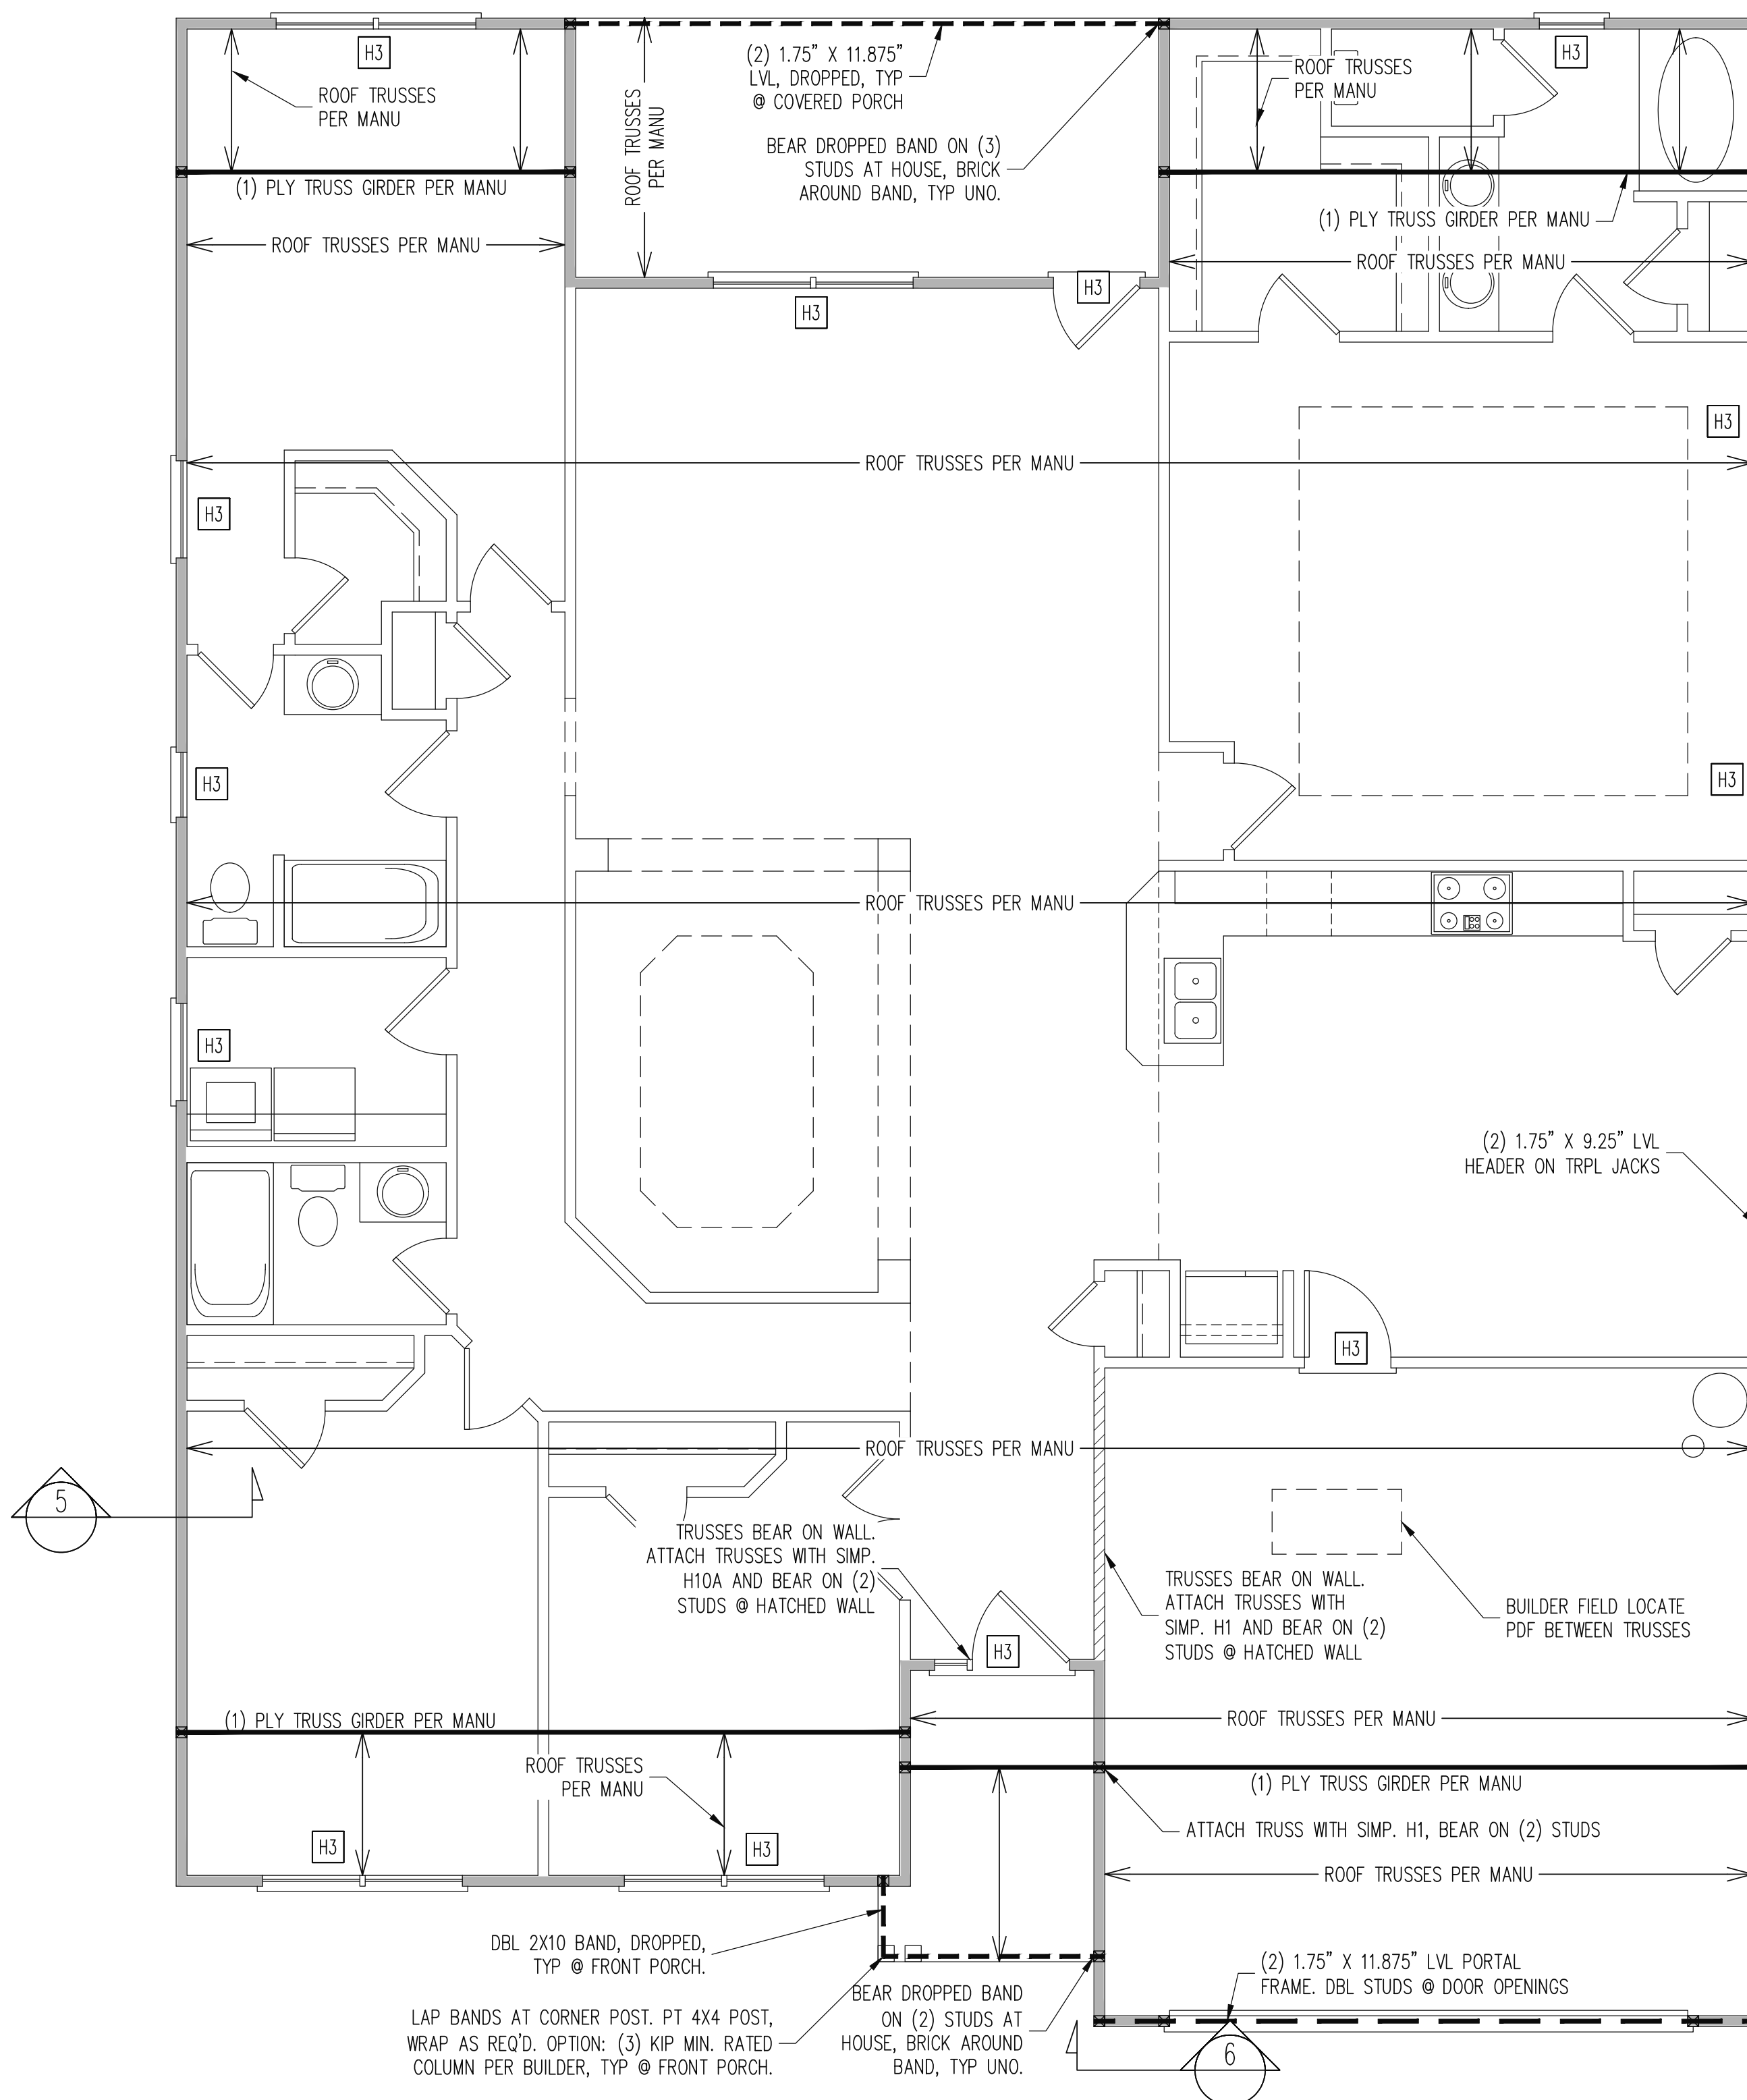 H3
ROOF TRUSSES
PER MANU
(1) PLY TRUSS GIRDER PER MANU
ROOF TRUSSES PER MANU
ROOF TRUSSES
PER MANU
(2) 1.75" X 11.875"
LVL, DROPPED, TYP
@ COVERED PORCH
BEAR DROPPED BAND ON (3)
STUDS AT HOUSE, BRICK
AROUND BAND, TYP UNO.
ROOF TRUSSES
PER MANU
H3
(1) PLY TRUSS GIRDER PER MANU
ROOF TRUSSES PER MANU
H3
H3
H3
ROOF TRUSSES PER MANU
H3
H3
H3
ROOF TRUSSES PER MANU
H3
(2) 1.75" X 9.25" LVL
HEADER ON TRPL JACKS
H3
ROOF TRUSSES PER MANU
5
TRUSSES BEAR ON WALL.
ATTACH TRUSSES WITH SIMP.
H10A AND BEAR ON (2)
STUDS @ HATCHED WALL
TRUSSES BEAR ON WALL.
ATTACH TRUSSES WITH
SIMP. H1 AND BEAR ON (2)
STUDS @ HATCHED WALL
BUILDER FIELD LOCATE
PDF BETWEEN TRUSSES
H3
(1) PLY TRUSS GIRDER PER MANU
ROOF TRUSSES PER MANU
ROOF TRUSSES
PER MANU
(1) PLY TRUSS GIRDER PER MANU
ATTACH TRUSS WITH SIMP. H1, BEAR ON (2) STUDS
H3
H3
ROOF TRUSSES PER MANU
DBL 2X10 BAND, DROPPED,
TYP @ FRONT PORCH.
(2) 1.75" X 11.875" LVL PORTAL
FRAME. DBL STUDS @ DOOR OPENINGS
LAP BANDS AT CORNER POST. PT 4X4 POST,
WRAP AS REQ'D. OPTION: (3) KIP MIN. RATED
COLUMN PER BUILDER, TYP @ FRONT PORCH.
BEAR DROPPED BAND
ON (2) STUDS AT
HOUSE, BRICK AROUND
BAND, TYP UNO.
6